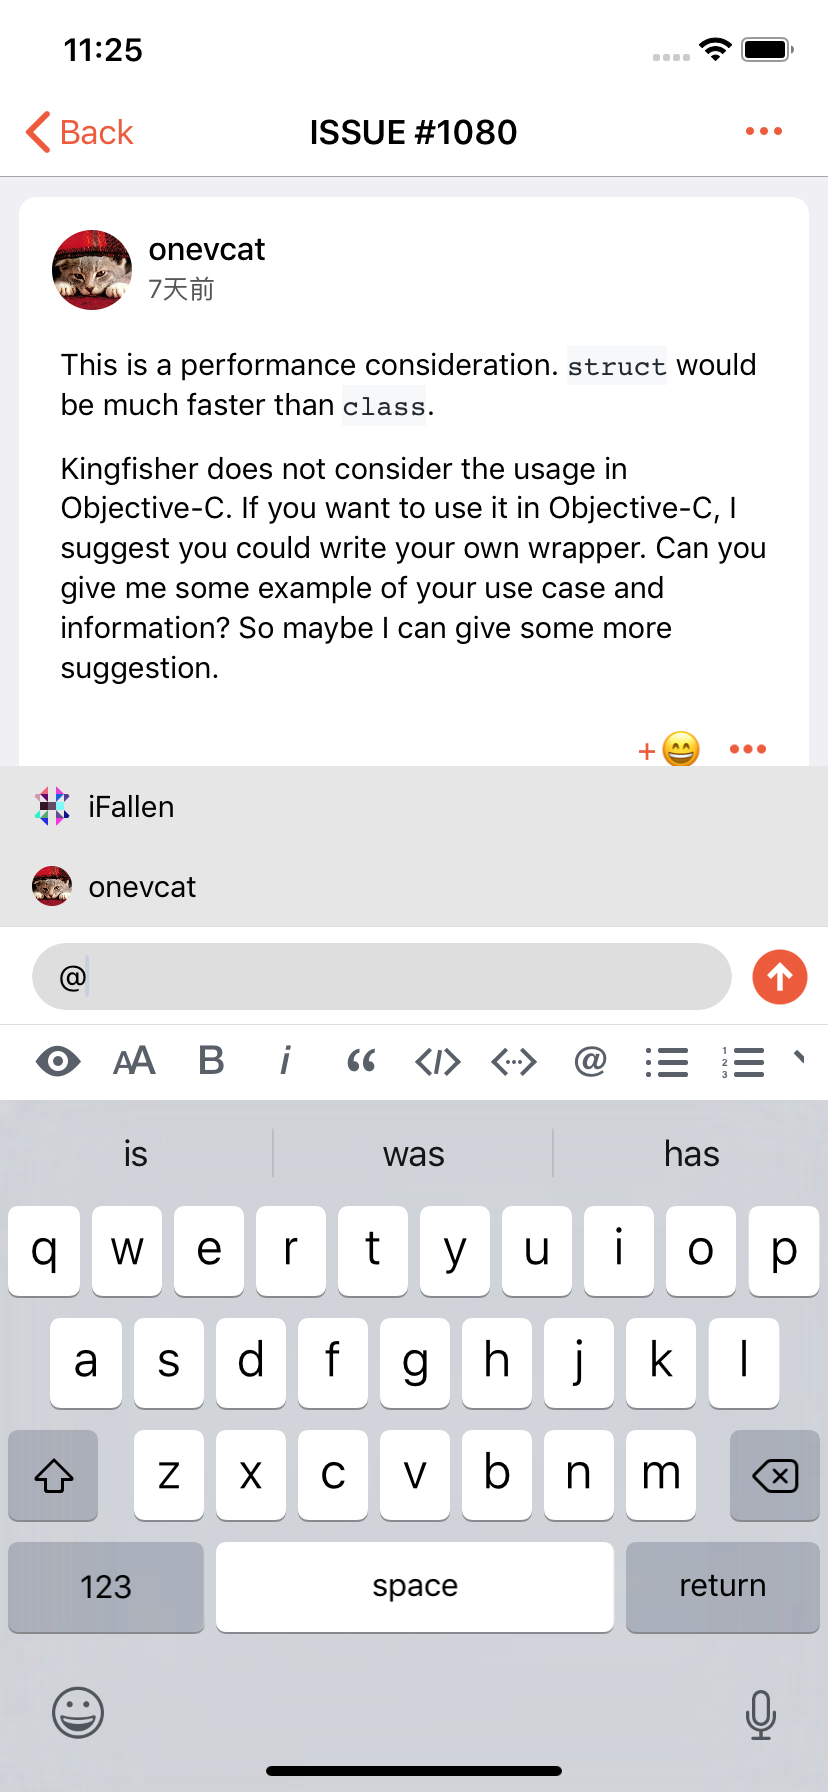 11:25
Back
ISSUE #1080
onevcat
7天前
This is a performance consideration. struct would
be much faster than class.
Kingfisher does not consider the usage in
Objective-C. If you want to use it in Objective-C, I
suggest you could write your own wrapper. Can you
give me some example of your use case and
information? So maybe I can give some more
suggestion.
+
iFallen
onevcat
@
AA B i “ </> <··> @ 1 2 3
is was has
q w e r t y u i o p
a s d f g h j k l
z x c v b n m
123 space return